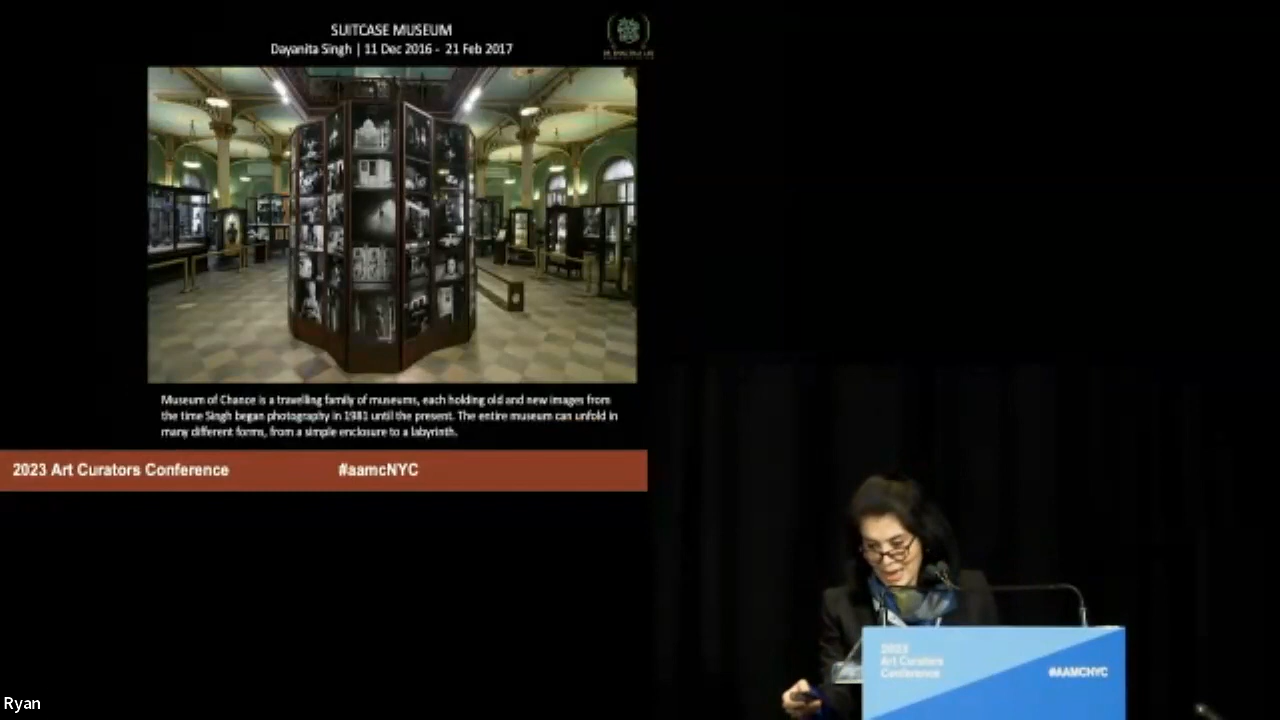 SUITCASE MUSEUM
Dayanita Singh | 11 Dec 2016 - 21 Feb 2017
Museum of Chance is a travelling family of museums, each holding old and new images from
the time Singh began photography in 1981 until the present. The entire museum can unfold in
many different forms, from a simple enclosure to a labyrinth.
2023 Art Curators Conference #aamcNYC
2023
Art Curators
Conference
#AAMCNYC
Ryan